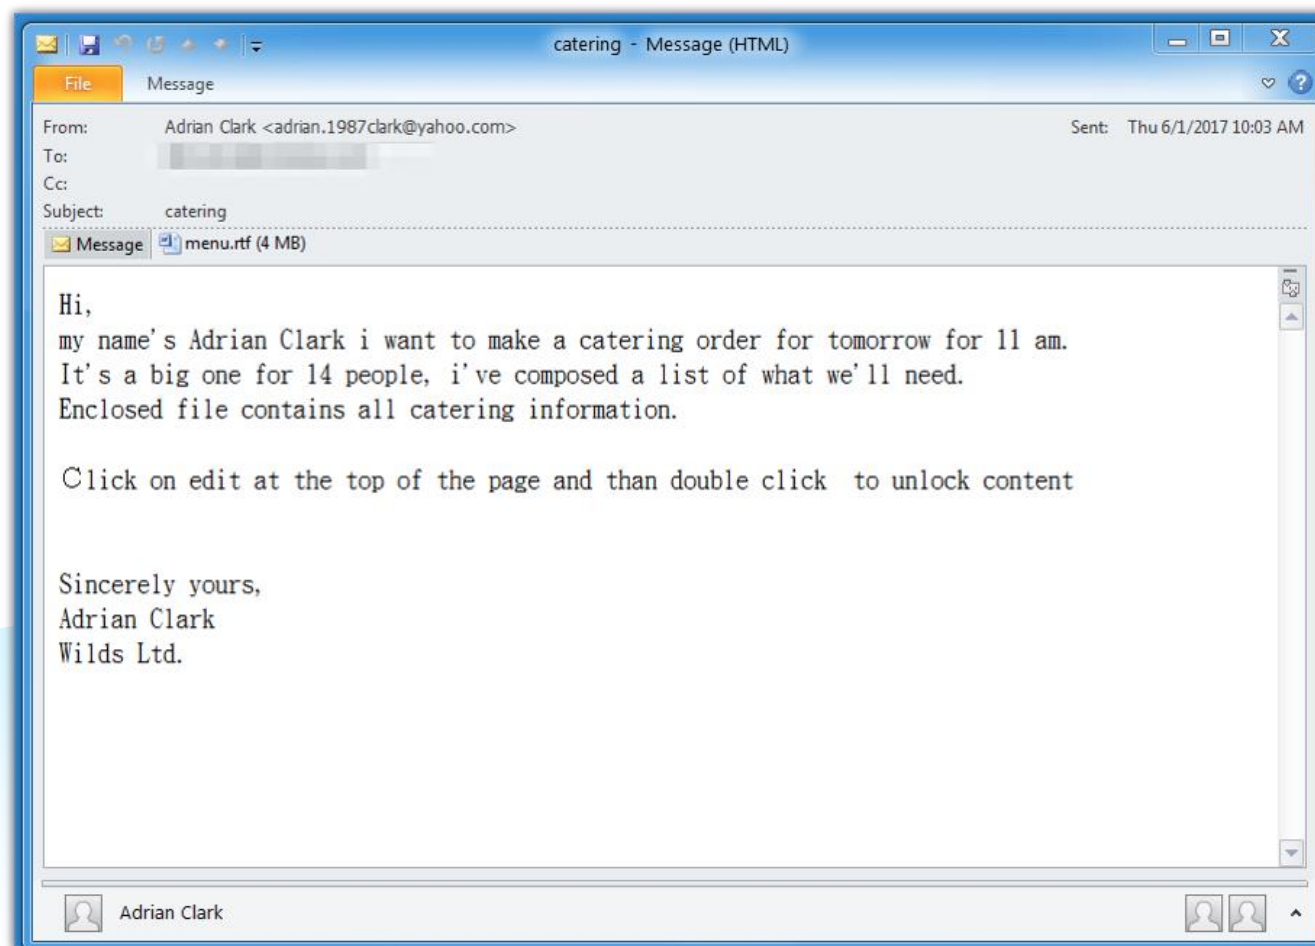 catering - Message (HTML)
File Message
From: Adrian Clark <adrian.1987clark@yahoo.com> Sent: Thu 6/1/2017 10:03 AM
To:
Cc:
Subject: catering
Message menu.rtf (4 MB)
Hi,
my name's Adrian Clark i want to make a catering order for tomorrow for 11 am.
It's a big one for 14 people, i've composed a list of what we'll need.
Enclosed file contains all catering information.
Click on edit at the top of the page and than double click to unlock content
Sincerely yours,
Adrian Clark
Wilds Ltd.
Adrian Clark